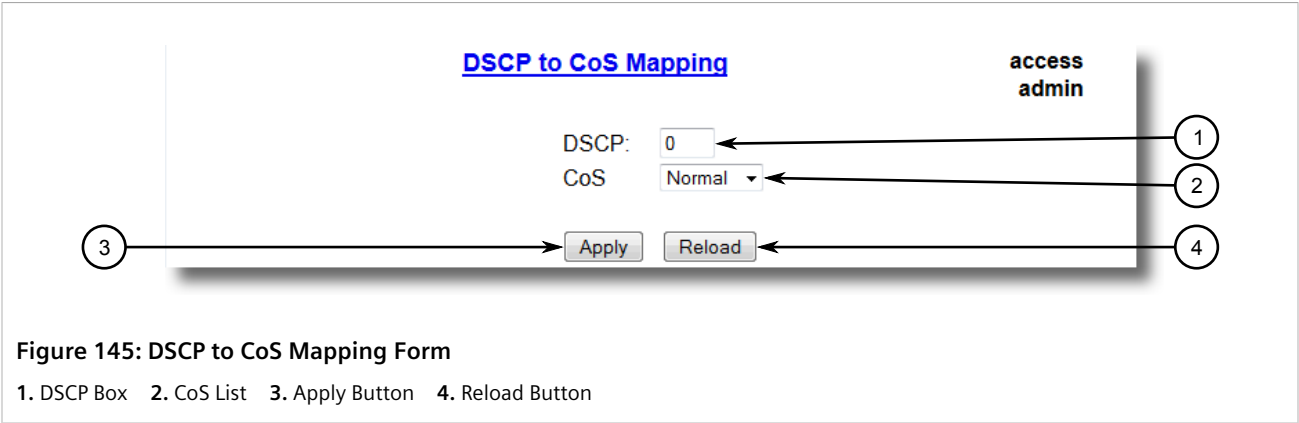 DSCP to CoS Mapping
access
admin
DSCP: 0
1
CoS Normal
2
3
Apply Reload
4
Figure 145: DSCP to CoS Mapping Form
1. DSCP Box 2. CoS List 3. Apply Button 4. Reload Button